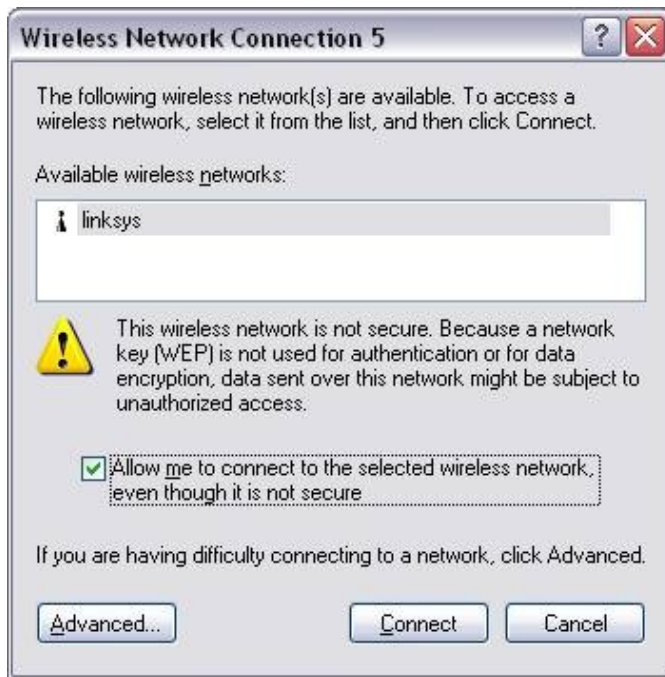 Wireless Network Connection 5
The following wireless network(s) are available. To access a
wireless network, select it from the list, and then click Connect.
Available wireless networks:
linksys
This wireless network is not secure. Because a network
key (WEP) is not used for authentication or for data
encryption, data sent over this network might be subject to
unauthorized access.
Allow me to connect to the selected wireless network,
even though it is not secure
If you are having difficulty connecting to a network, click Advanced.
Advanced... Connect Cancel